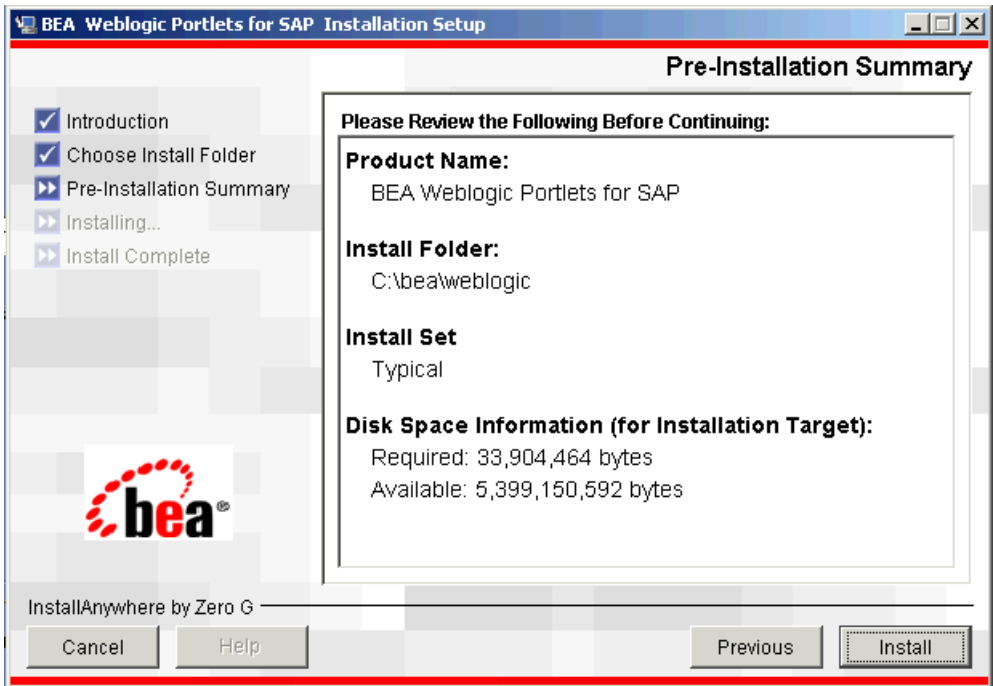 BEA Weblogic Portlets for SAP Installation Setup
Pre-Installation Summary
Introduction
Choose Install Folder
Pre-Installation Summary
Installing...
Install Complete
Please Review the Following Before Continuing:
Product Name:
BEA Weblogic Portlets for SAP
Install Folder:
C:\bea\weblogic
Install Set
Typical
Disk Space Information (for Installation Target):
Required: 33,904,464 bytes
Available: 5,399,150,592 bytes
bea®
InstallAnywhere by Zero G
Cancel
Help
Previous
Install